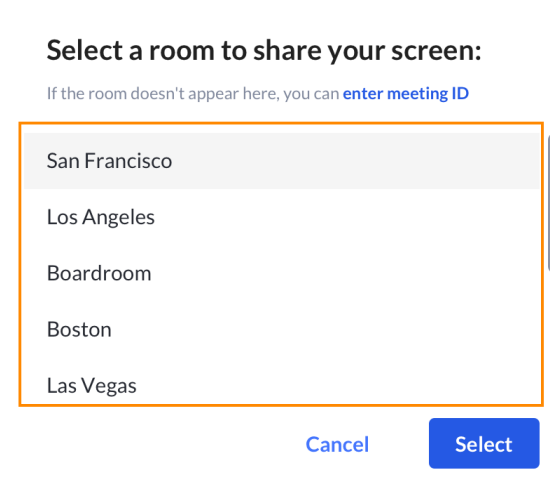 Select a room to share your screen:
If the room doesn't appear here, you can enter meeting ID
San Francisco
Los Angeles
Boardroom
Boston
Las Vegas
Cancel Select